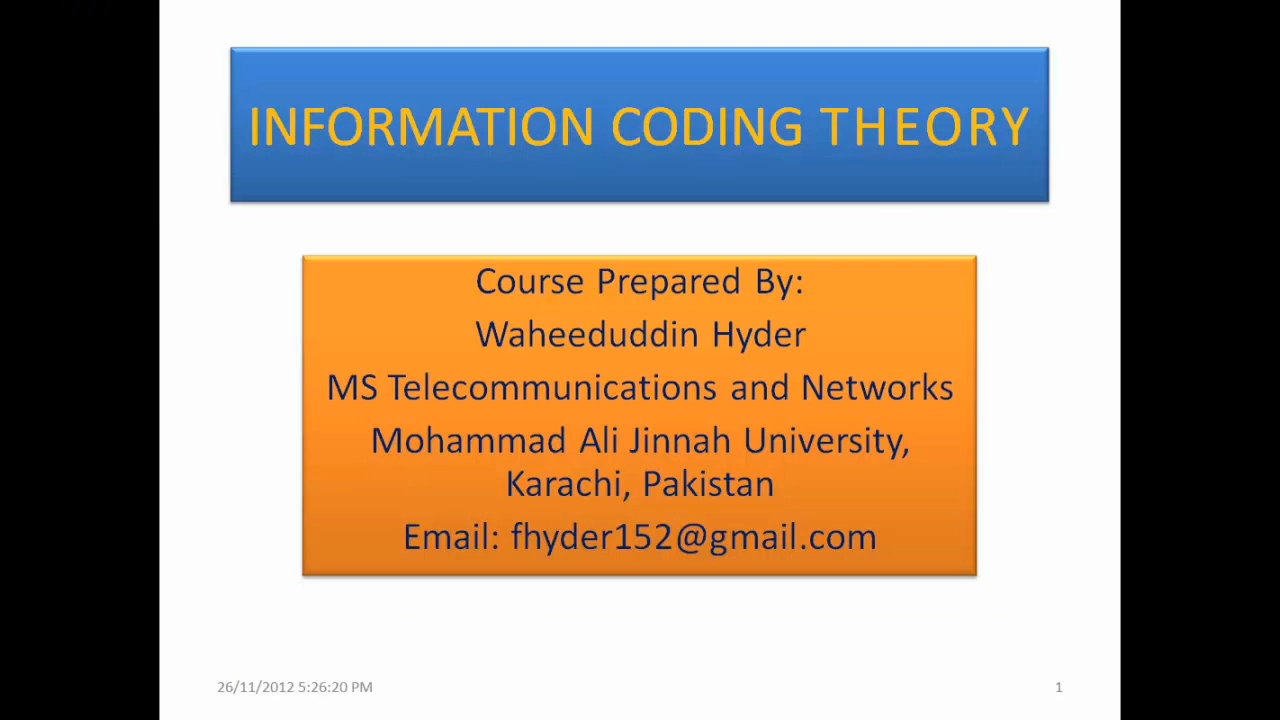 INFORMATION CODING THEORY
Course Prepared By:
Waheeduddin Hyder
MS Telecommunications and Networks
Mohammad Ali Jinnah University,
Karachi, Pakistan
Email: fhyder152@gmail.com
26/11/2012 5:26:20 PM
1